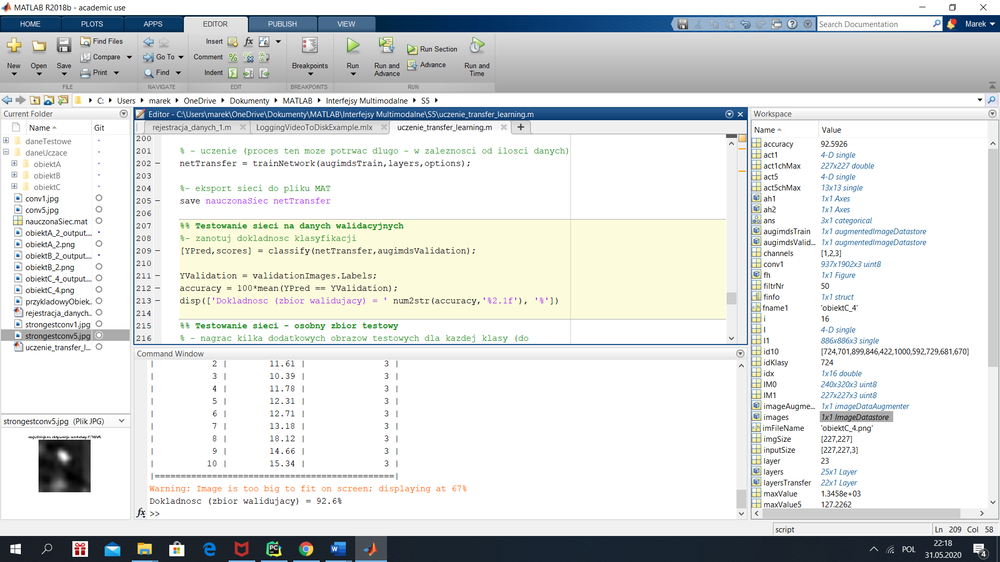 MATLAB R2018b - academic use
HOME PLOTS APPS EDITOR PUBLISH VIEW
Search Documentation
Marek
New Open Save
Find Files
Compare
Print
FILE
Go To
Find
NAVIGATE
Insert
Comment
Indent
EDIT
Breakpoints
BREAKPOINTS
Run
Run and Advance
Run Section
Advance
Run and Time
RUN
C: Users marek OneDrive Dokumenty MATLAB Interfejsy Multimodalne S5
Current Folder
Name Git
daneTestowe
daneUczace
obiektA
obiektB
obiektC
conv1.jpg
conv5.jpg
nauczonaSiec.mat
obiektA_2_output....
obiektA_2.png
obiektB_2_output....
obiektB_2.png
obiektC_4_output....
obiektC_4.png
przykladowyObiek...
rejestracja_danych...
strongestconv1.jpg
strongestconv5.jpg
uczenie_transfer_l...
strongestconv5.jpg (Plik JPG)
najsilniejsza aktywacja warstwy CONV5
Editor - C:\Users\marek\OneDrive\Dokumenty\MATLAB\Interfejsy Multimodalne\S5\uczenie_transfer_learning.m
rejestracja_danych_1.m LoggingVideoToDiskExample.mlx uczenie_transfer_learning.m
200
201 % - uczenie (proces ten moze potrwac dlugo - w zaleznosci od ilosci danych)
202 netTransfer = trainNetwork(augimdsTrain,layers,options);
203
204 %- eksport sieci do pliku MAT
205 save nauczonaSiec netTransfer
206
207 %% Testowanie sieci na danych walidacyjnych
208 %- zanotuj dokladnosc klasyfikacji
209 [YPred,scores] = classify(netTransfer,augimdsValidation);
210
211 YValidation = validationImages.Labels;
212 accuracy = 100*mean(YPred == YValidation);
213 disp(['Dokladnosc (zbior walidujacy) = ' num2str(accuracy,'%2.1f'), '%'])
214
215 %% Testowanie sieci - osobny zbior testowy
216 % - nagrac kilka dodatkowych obrazow testowych dla kazdej klasy (do
Command Window
| 2 | 11.61 | 3 |
| 3 | 10.39 | 3 |
| 4 | 11.78 | 3 |
| 5 | 12.31 | 3 |
| 6 | 12.71 | 3 |
| 7 | 13.18 | 3 |
| 8 | 18.12 | 3 |
| 9 | 14.66 | 3 |
| 10 | 15.34 | 3 |
|==============================================|
Warning: Image is too big to fit on screen; displaying at 67%
Dokladnosc (zbior walidujacy) = 92.6%
fx >>
Workspace
Name Value
accuracy 92.5926
act1 4-D single
act1chMax 227x227 double
act5 4-D single
act5chMax 13x13 single
ah1 1x1 Axes
ah2 1x1 Axes
ans 3x1 categorical
augimdsTrain 1x1 augmentedImageDatastore
augimdsValid... 1x1 augmentedImageDatastore
channels [1,2,3]
conv1 937x1902x3 uint8
fh 1x1 Figure
filtrNr 50
finfo 1x1 struct
fname1 'obiektC_4'
i 16
I 4-D single
I1 886x886x3 single
id10 [724,701,899,846,422,1000,592,729,681,670]
idKlasy 724
idx 1x16 double
IM0 240x320x3 uint8
IM1 227x227x3 uint8
imageAugme... 1x1 imageDataAugmenter
images 1x1 ImageDatastore
imFileName 'obiektC_4.png'
imgSize [227,227]
inputSize [227,227,3]
layer 23
layers 25x1 Layer
layersTransfer 22x1 Layer
maxValue 1.3458e+03
maxValue5 127.2262
script
Ln 209 Col 58
POL
22:18
31.05.2020
4